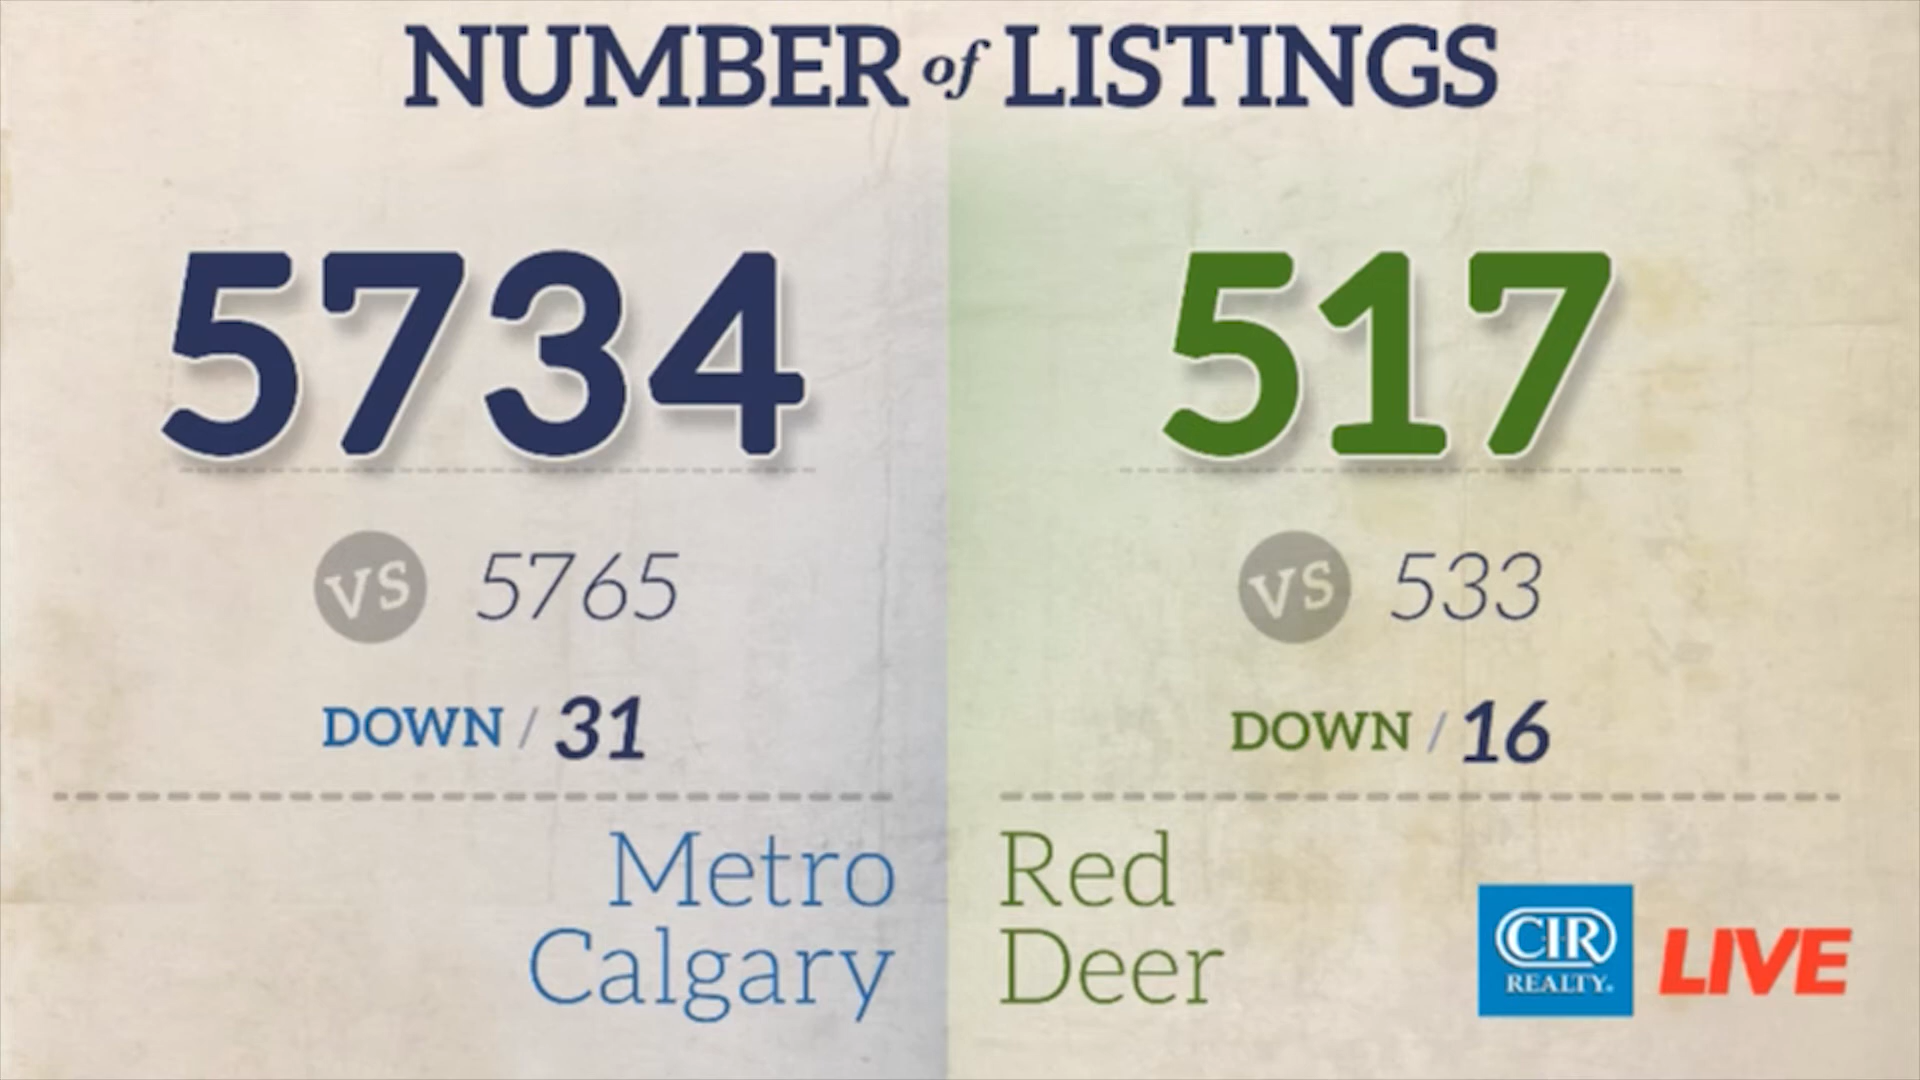 NUMBER of LISTINGS
5734
VS 5765
DOWN / 31
Metro
Calgary
517
VS 533
DOWN / 16
Red
Deer
CIR
REALTY.
LIVE